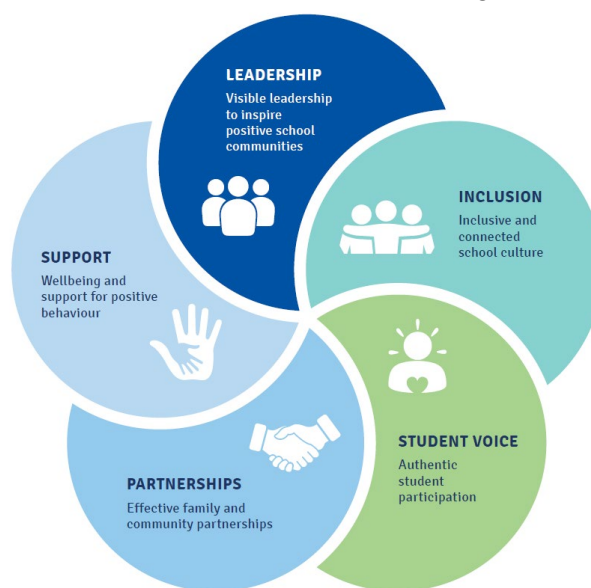 LEADERSHIP
Visible leadership
to inspire
positive school
communities
INCLUSION
Inclusive and
connected
school culture
STUDENT VOICE
Authentic
student
participation
PARTNERSHIPS
Effective family and
community partnerships
SUPPORT
Wellbeing and
support for positive
behaviour